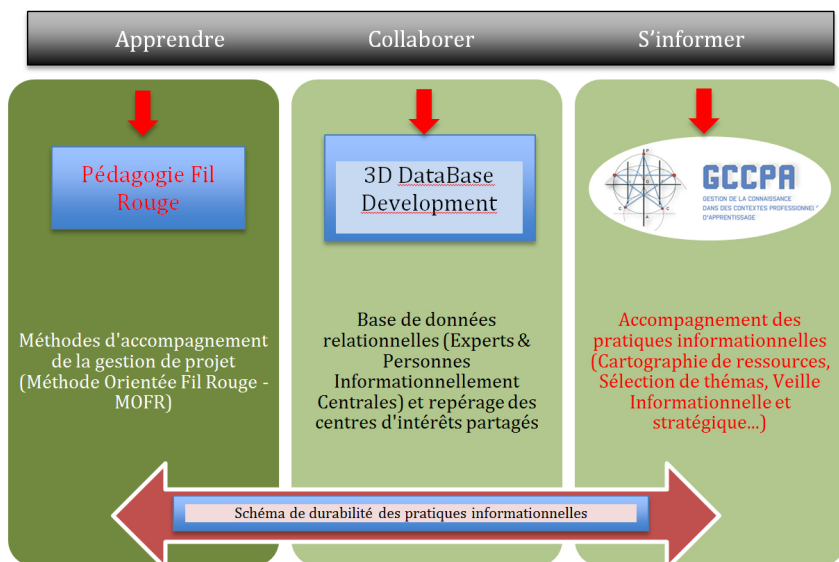 Apprendre
Collaborer
S'informer
Pédagogie Fil
Rouge
3D DataBase
Development
GCCPA
GESTION DE LA CONNAISSANCE
DANS DES CONTEXTES PROFESSIONNEL'
D'APPRENTISSAGE
Méthodes d'accompagnement
de la gestion de projet
(Méthode Orientée Fil Rouge -
MOFR)
Base de données
relationnelles (Experts &
Personnes
Informationnellement
Centrales) et repérage des
centres d'intérêts partagés
Accompagnement des
pratiques informationnelles
(Cartographie de ressources,
Sélection de thémas, Veille
Informationnelle et
stratégique...)
Schéma de durabilité des pratiques informationnelles